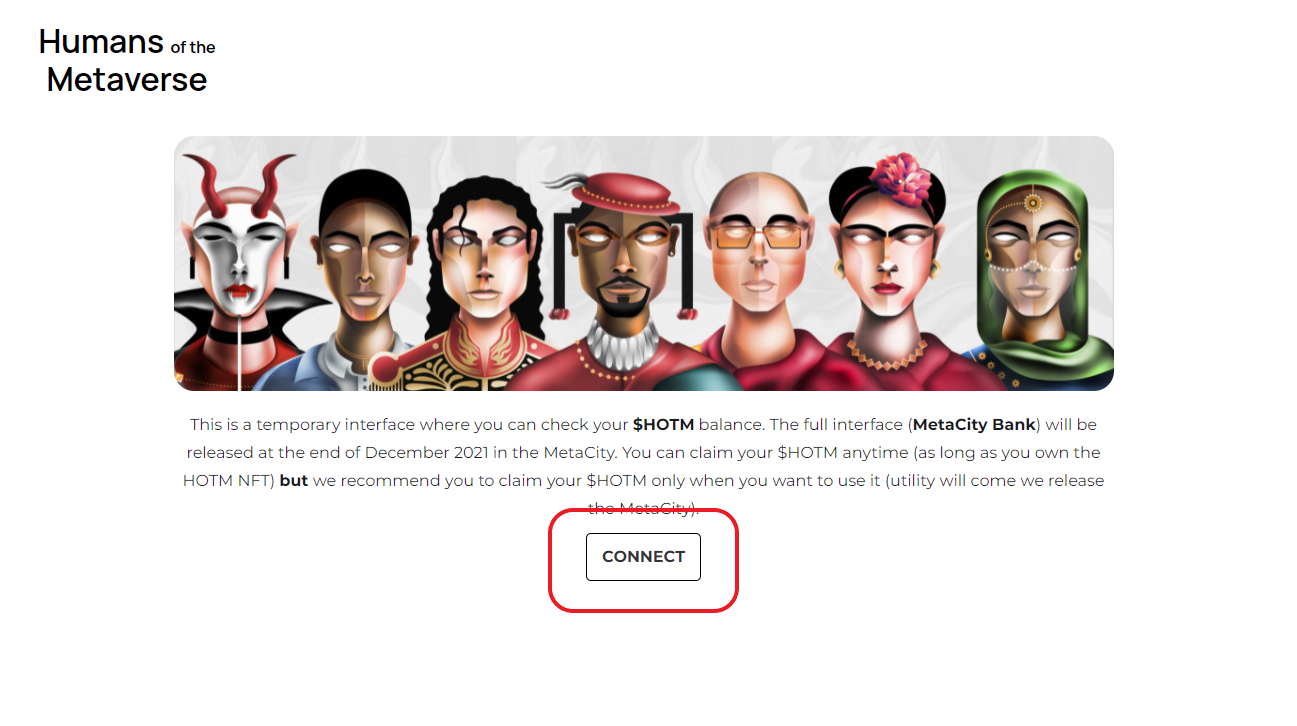 Humans of the
Metaverse
This is a temporary interface where you can check your $HOTM balance. The full interface (MetaCity Bank) will be
released at the end of December 2021 in the MetaCity. You can claim your $HOTM anytime (as long as you own the
HOTM NFT) but we recommend you to claim your $HOTM only when you want to use it (utility will come we release
the MetaCity).
CONNECT